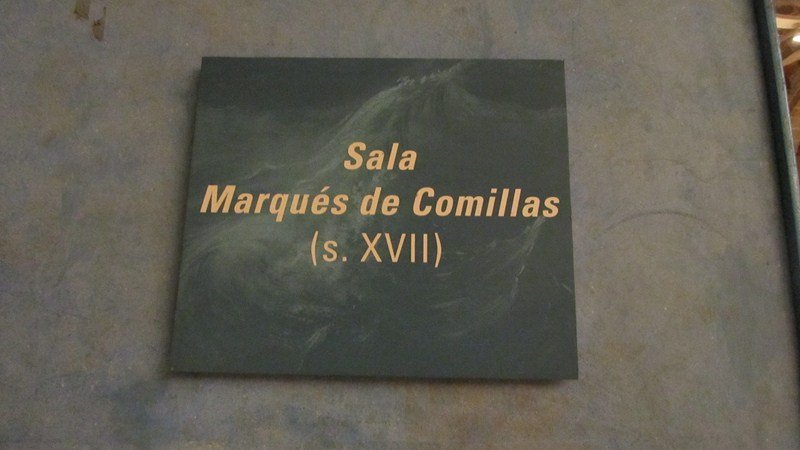 Sala
Marqués de Comillas
(s. XVII)